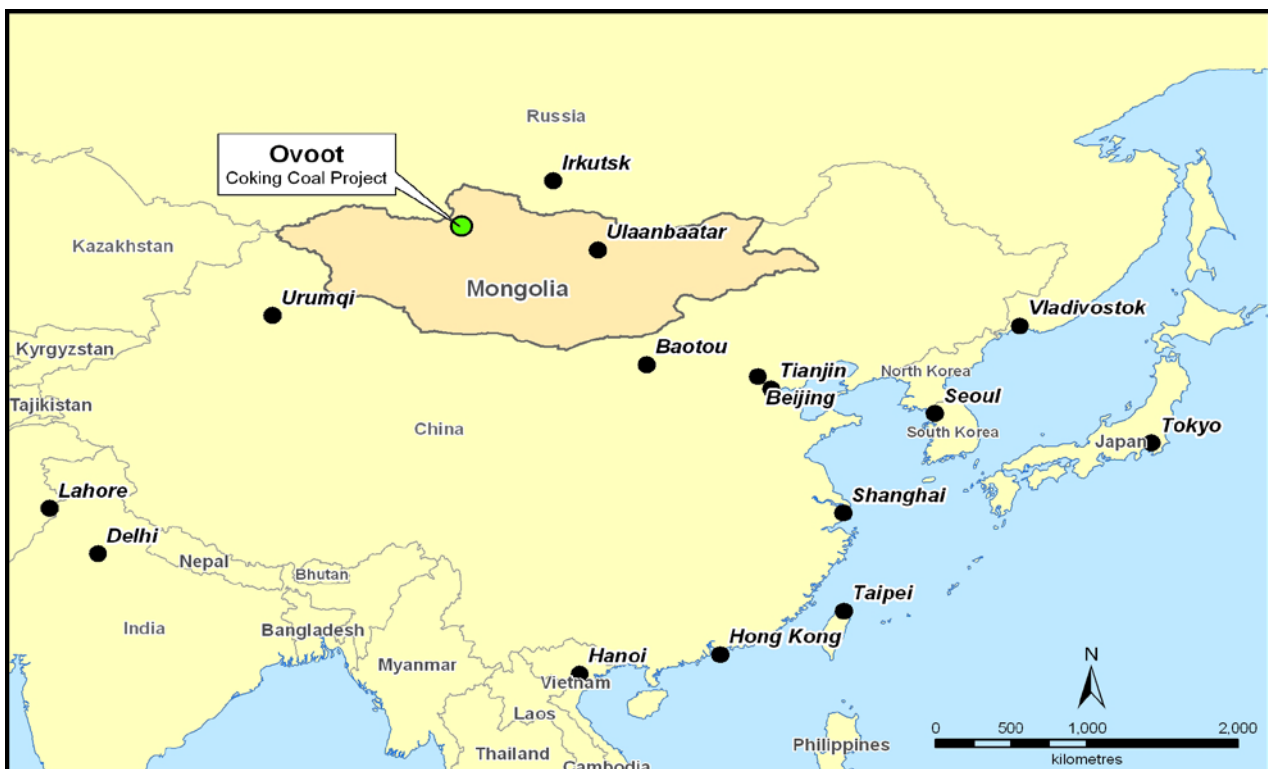 Russia
Ovoot
Coking Coal Project
Irkutsk
Ulaanbaatar
Kazakhstan
Mongolia
Urumqi
Vladivostok
Kyrgyzstan
Baotou
Tianjin
North Korea
Beijing
Tajikistan
Seoul
China
South Korea
Japan
Tokyo
Lahore
Shanghai
Delhi
Nepal
Bhutan
Taipei
India
Bangladesh
Hong Kong
Myanmar
Hanoi
Vietnam
N
Laos
0 500 1,000 2,000
Philippines
Thailand
kilometres
Cambodia